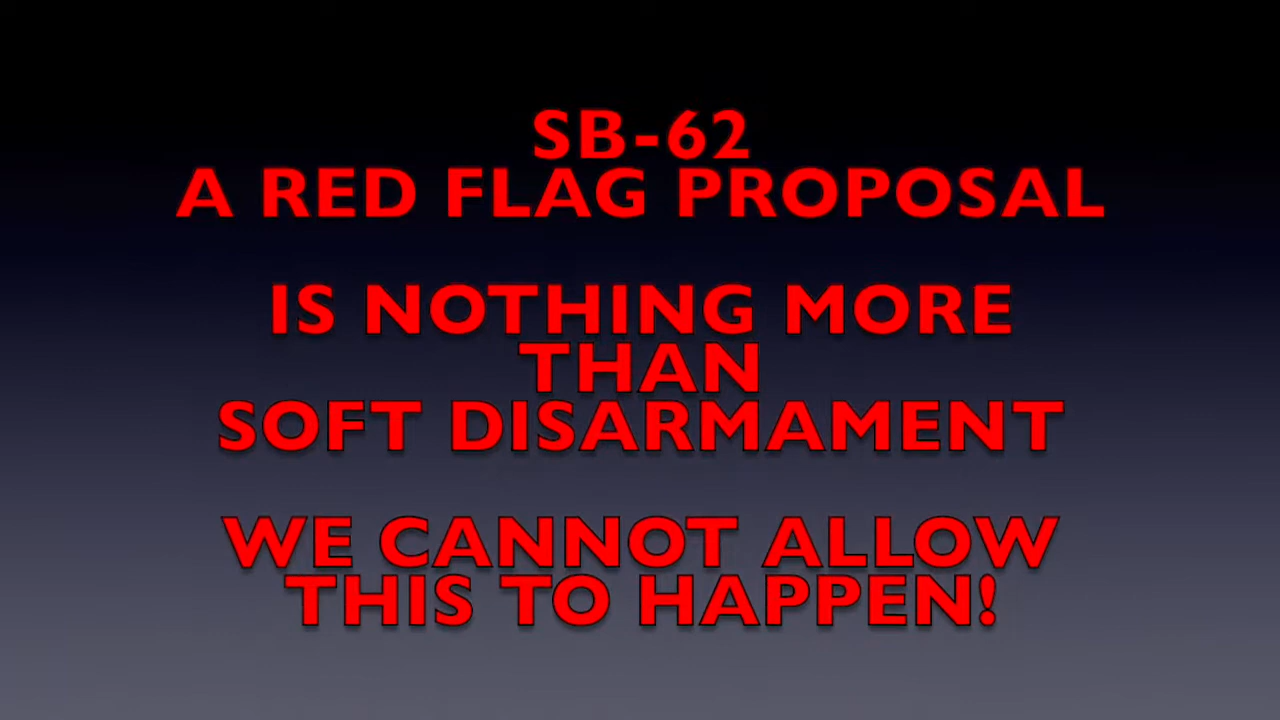 SB-62
A RED FLAG PROPOSAL
IS NOTHING MORE
THAN
SOFT DISARMAMENT
WE CANNOT ALLOW
THIS TO HAPPEN!